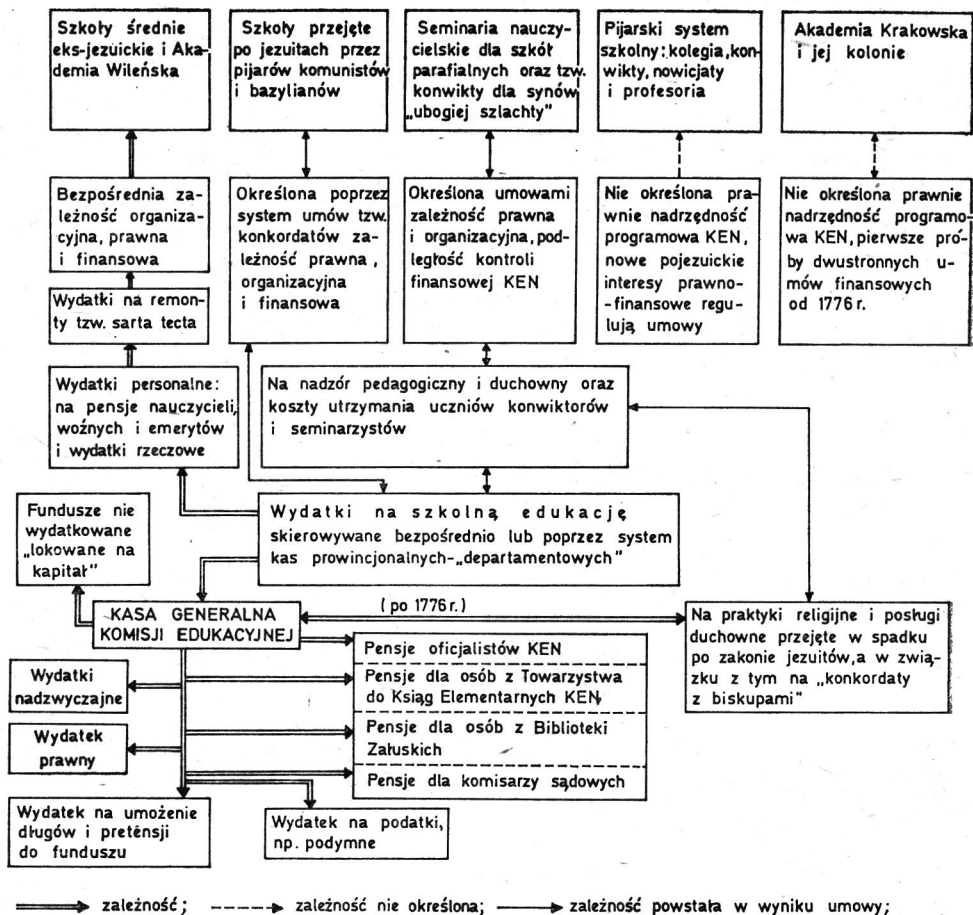 Szkoły średnie
eks-jezuickie i Aka-
demia Wileńska
Szkoły przejęte
po jezuitach przez
pijarów komunistów
i bazylianów
Seminaria nauczy-
cielskie dla szkół
parafialnych oraz tzw.
konwikty dla synów
„ubogiej szlachty”
Pijarski system
szkolny: kolegia, kon-
wikty, nowicjaty
i profesoria
Akademia Krakowska
i jej kolonie
Bezpośrednia za-
leżność organiza-
cyjna, prawna
i finansowa
Określona poprzez
system umów tzw.
konkordatów za-
leżność prawna,
organizacyjna
i finansowa
Określona umowami
zależność prawna
i organizacyjna, pod-
ległość kontroli
finansowej KEN
Nie określona pra-
wnie nadrzędność
programowa KEN,
nowe pojezuickie
interesy prawno-
-finansowe regu-
lują umowy
Nie określona prawnie
nadrzędność programo-
wa KEN, pierwsze pró-
by dwustronnych u-
mów finansowych
od 1776 r.
Wydatki na remon-
ty tzw. sarta tecta
Wydatki personalne:
na pensje nauczycieli,
woźnych i emerytów
i wydatki rzeczowe
Na nadzór pedagogiczny i duchowny oraz
koszty utrzymania uczniów konwiktorów
i seminarzystów
Fundusze nie
wydatkowane
„lokowane na
kapitał”
Wydatki na szkolną edukację
skierowywane bezpośrednio lub poprzez system
kas prowincjonalnych-„departamentowych”
KASA GENERALNA
KOMISJI EDUKACYJNEJ
(po 1776 r.)
Na praktyki religijne i posługi
duchowne przejęte w spadku
po zakonie jezuitów, a w zwią-
zku z tym na „konkordaty
z biskupami”
Pensje oficjalistów KEN
Pensje dla osób z Towarzystwa
do Ksiąg Elementarnych KEN,
Pensje dla osób z Biblioteki
Załuskich
Pensje dla komisarzy sądowych
Wydatki
nadzwyczajne
Wydatek
prawny
Wydatek na umożenie
długów i preténsji
do funduszu
Wydatek na podatki,
np. podymne
zależność; zależność nie określona; zależność powstała w wyniku umowy;